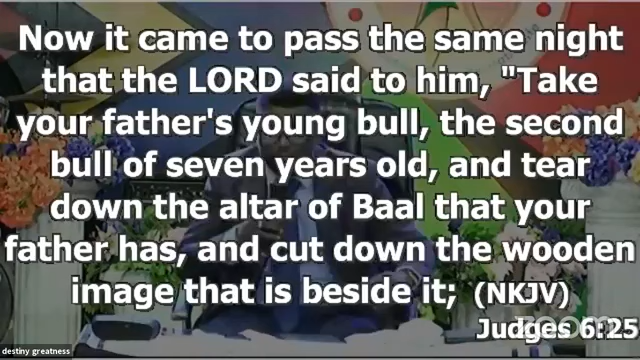 Now it came to pass the same night
that the LORD said to him, "Take
your father's young bull, the second
bull of seven years old, and tear
down the altar of Baal that your
father has, and cut down the wooden
image that is beside it; (NKJV)
Judges 6:25
zoom
destiny greatness